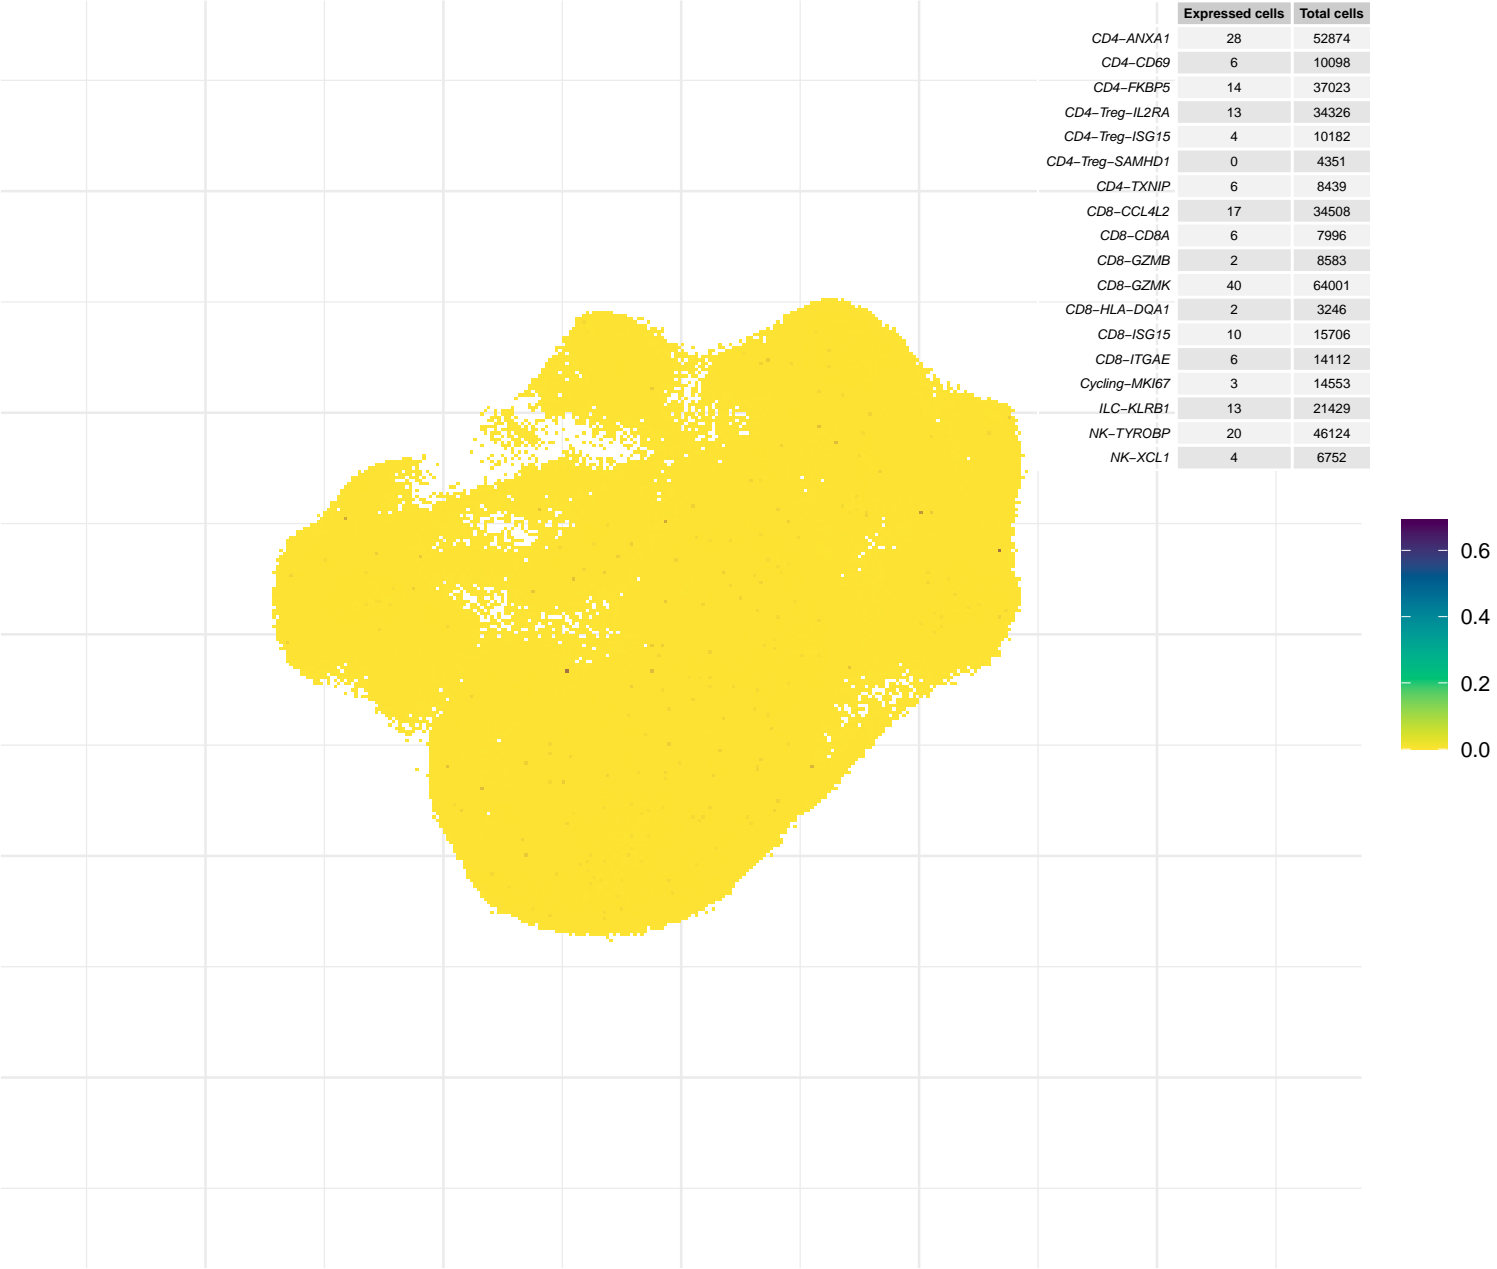 Expressed cells Total cells
CD4−ANXA1 28 52874
CD4−CD69 6 10098
CD4−FKBP5 14 37023
CD4−Treg−IL2RA 13 34326
CD4−Treg−ISG15 4 10182
CD4−Treg−SAMHD1 0 4351
CD4−TXNIP 6 8439
CD8−CCL4L2 17 34508
CD8−CD8A 6 7996
CD8−GZMB 2 8583
CD8−GZMK 40 64001
CD8−HLA−DQA1 2 3246
CD8−ISG15 10 15706
CD8−ITGAE 6 14112
Cycling−MKI67 3 14553
ILC−KLRB1 13 21429
NK−TYROBP 20 46124
NK−XCL1 4 6752
0.6
0.4
0.2
0.0